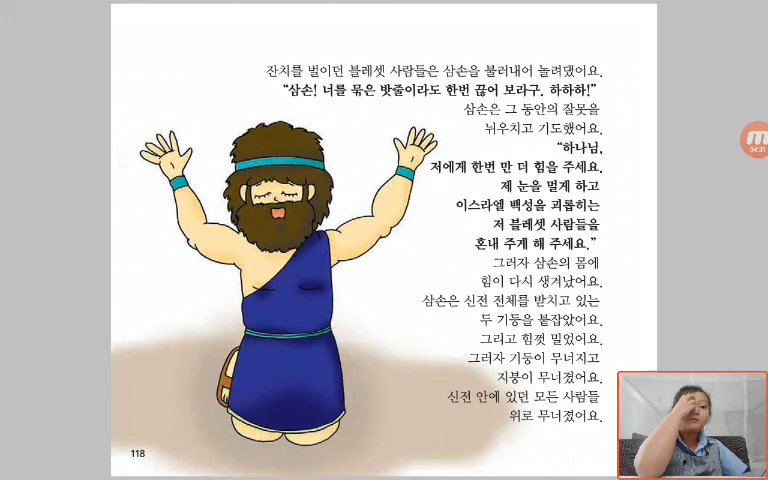 잔치를 벌이던 블레셋 사람들은 삼손을 불러내어 놀려댔어요.
“삼손! 너를 묶은 밧줄이라도 한번 끊어 보라구. 하하하!”
삼손은 그 동안의 잘못을
뉘우치고 기도했어요.
“하나님,
저에게 한번 만 더 힘을 주세요.
제 눈을 멀게 하고
이스라엘 백성을 괴롭히는
저 블레셋 사람들을
혼내 주게 해 주세요.”
그러자 삼손의 몸에
힘이 다시 생겨났어요.
삼손은 신전 전체를 받치고 있는
두 기둥을 붙잡았어요.
그리고 힘껏 밀었어요.
그러자 기둥이 무너지고
지붕이 무너졌어요.
신전 안에 있던 모든 사람들
위로 무너졌어요.
118
04:31